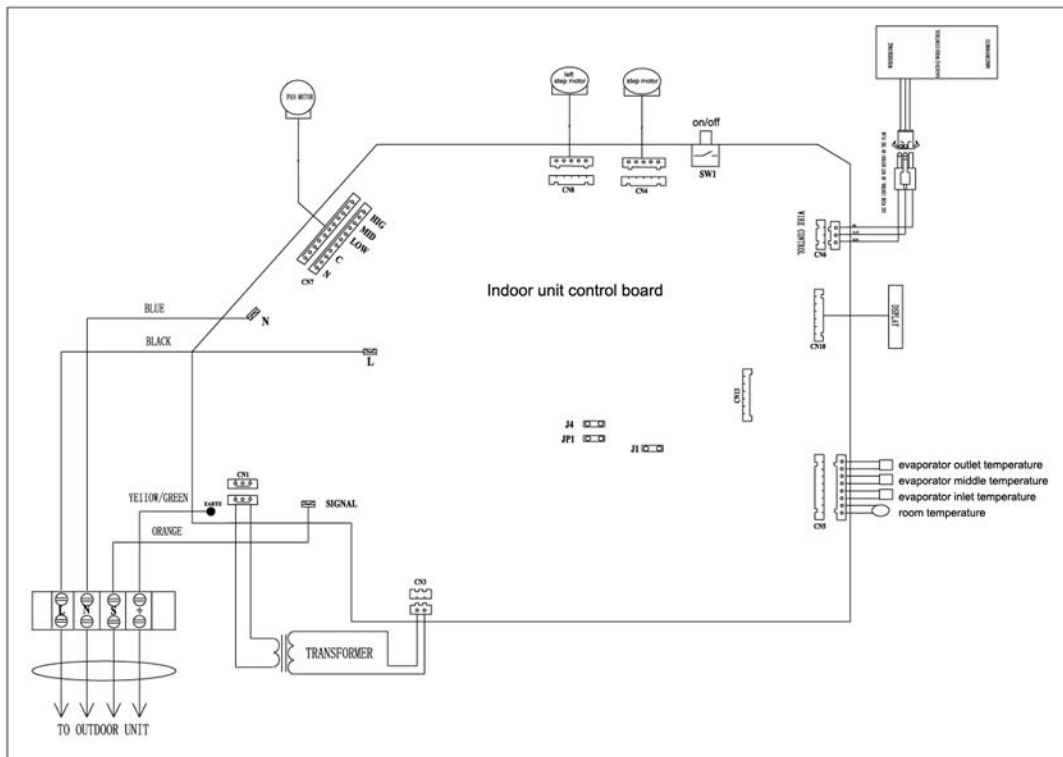 left
step motor
step motor
FAN MOTOR
on/off
SW1
CN8
CN4
HIG
MID
LOW
C
N
CN7
WIRE CONTROL
CN6
Indoor unit control board
BLUE
N
BLACK
L
CN10
DISPLAY
CN13
J4
JP1
J1
CN1
YEIIOW/GREEN
EARTH
SIGNAL
ORANGE
evaporator outlet temperature
evaporator middle temperature
evaporator inlet temperature
room temperature
CN5
CN3
L
N
S
TRANSFORMER
TO OUTDOOR UNIT